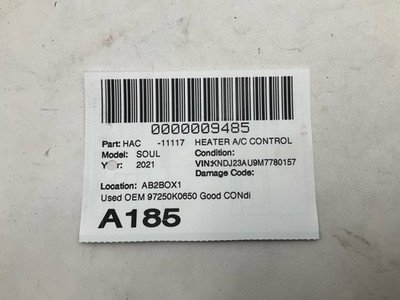 0000009485
Part: HAC -11117 HEATER A/C CONTROL
Model: SOUL Condition:
Year: 2021 VIN:KNDJ23AU9M7780157
Damage Code:
Location: AB2BOX1
Used OEM 97250K0650 Good CONdi
A185